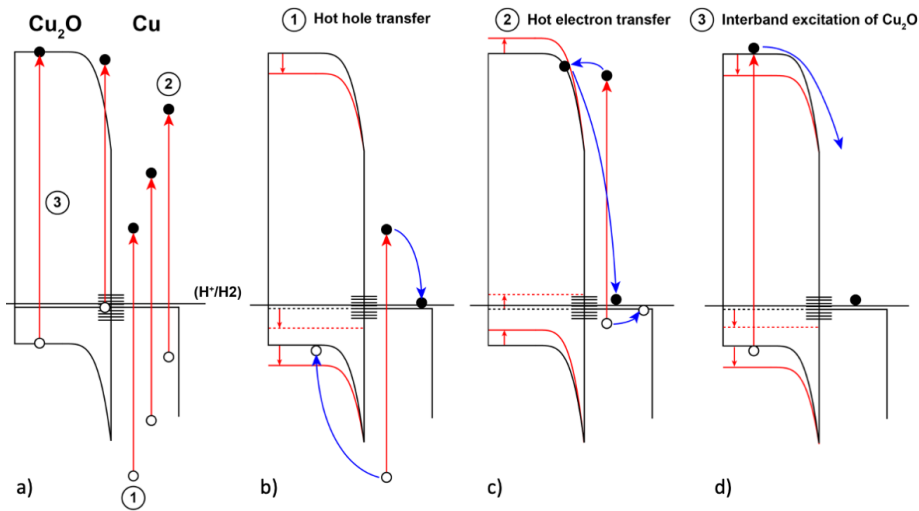 ① Hot hole transfer
② Hot electron transfer
③ Interband excitation of Cu₂O
Cu₂O Cu
②
③
(H⁺/H2)
①
a)
b)
c)
d)